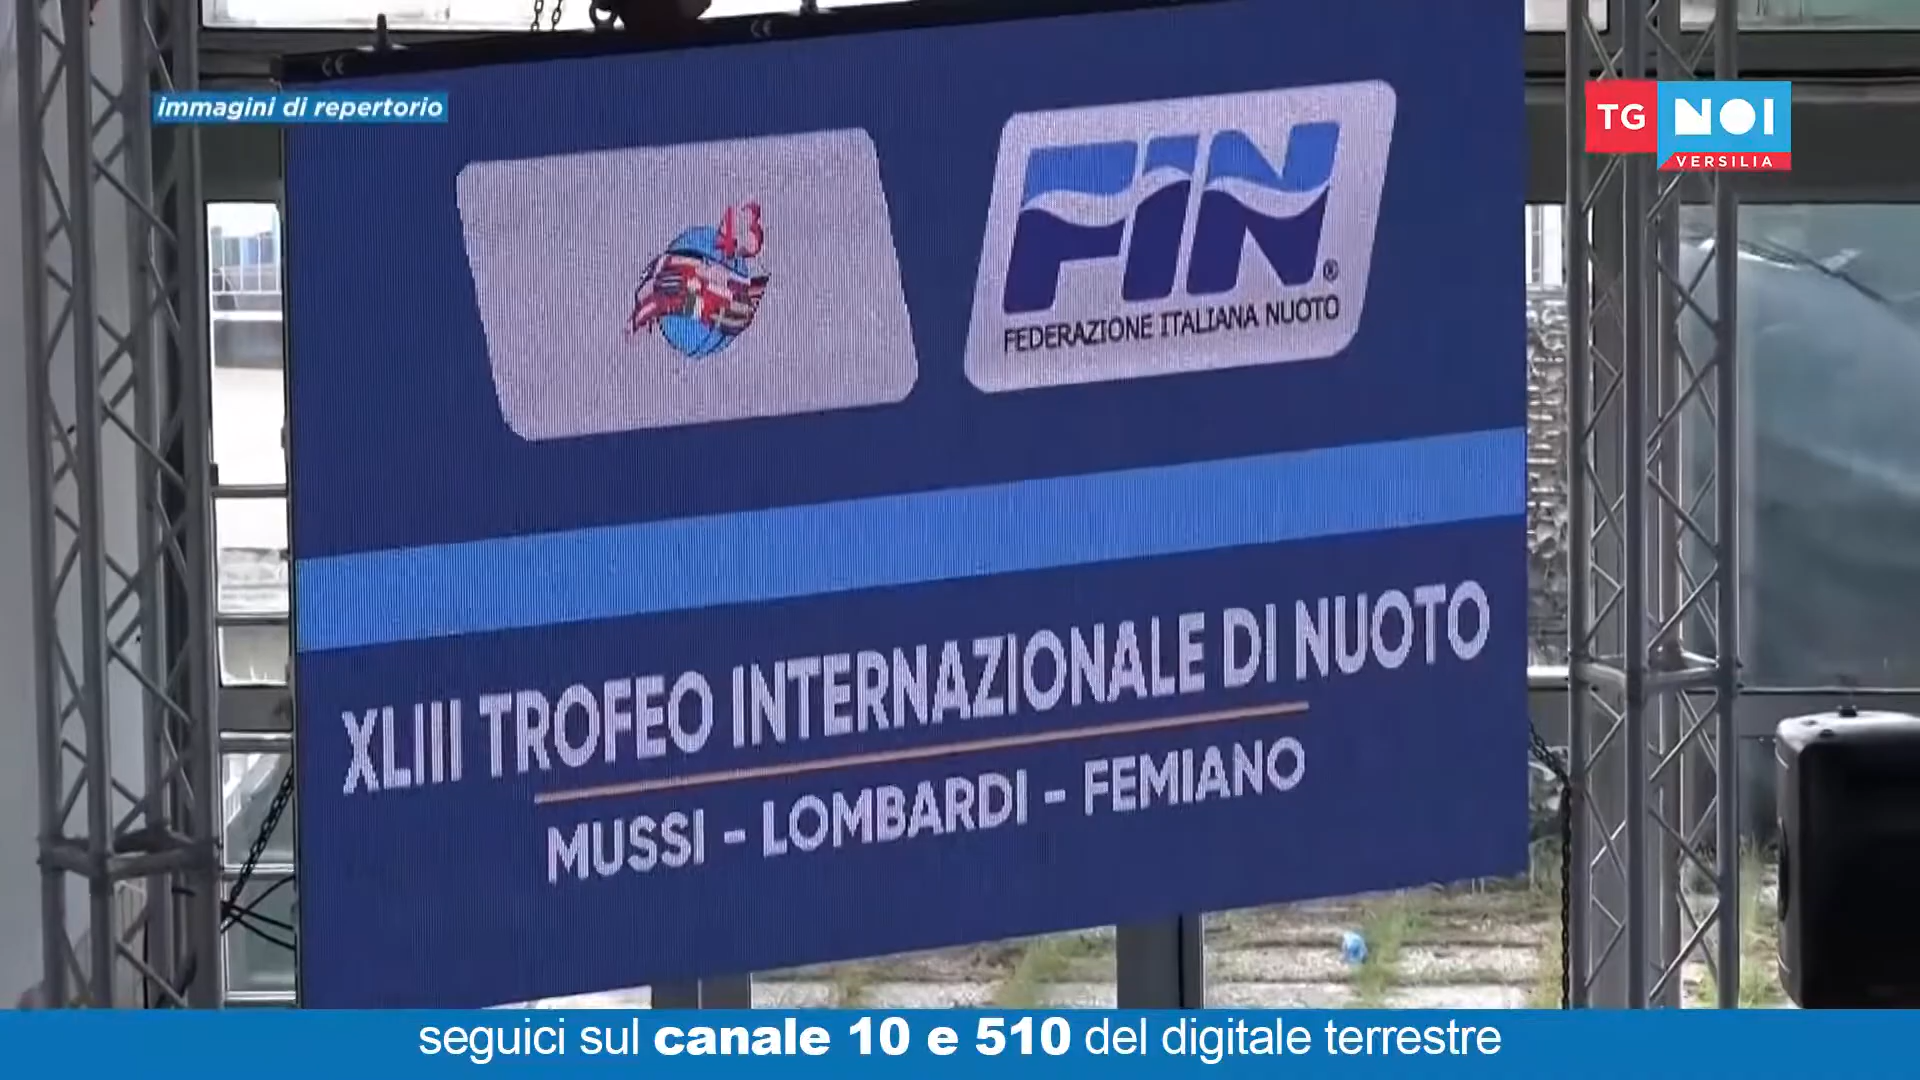 immagini di repertorio
TG NOI
VERSILIA
43
FIN®
FEDERAZIONE ITALIANA NUOTO
XLIII TROFEO INTERNAZIONALE DI NUOTO
MUSSI - LOMBARDI - FEMIANO
seguici sul canale 10 e 510 del digitale terrestre